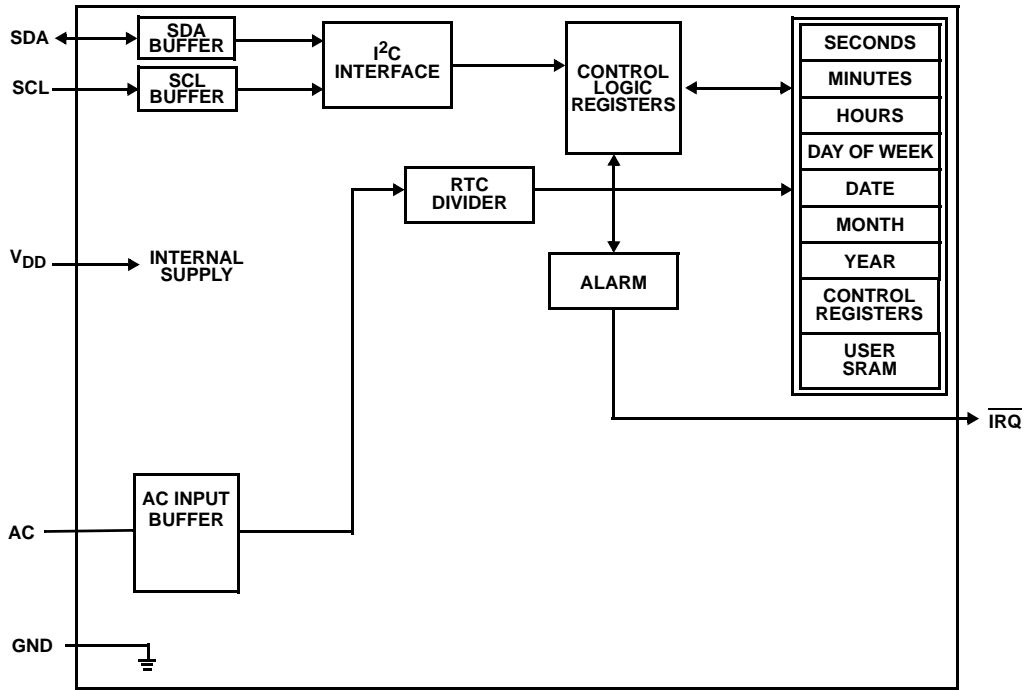 SDA
SDA
BUFFER
SCL
SCL
BUFFER
I²C
INTERFACE
CONTROL
LOGIC
REGISTERS
SECONDS
MINUTES
HOURS
DAY OF WEEK
DATE
MONTH
YEAR
CONTROL
REGISTERS
USER
SRAM
RTC
DIVIDER
VDD
INTERNAL
SUPPLY
ALARM
IRQ
AC
AC INPUT
BUFFER
GND